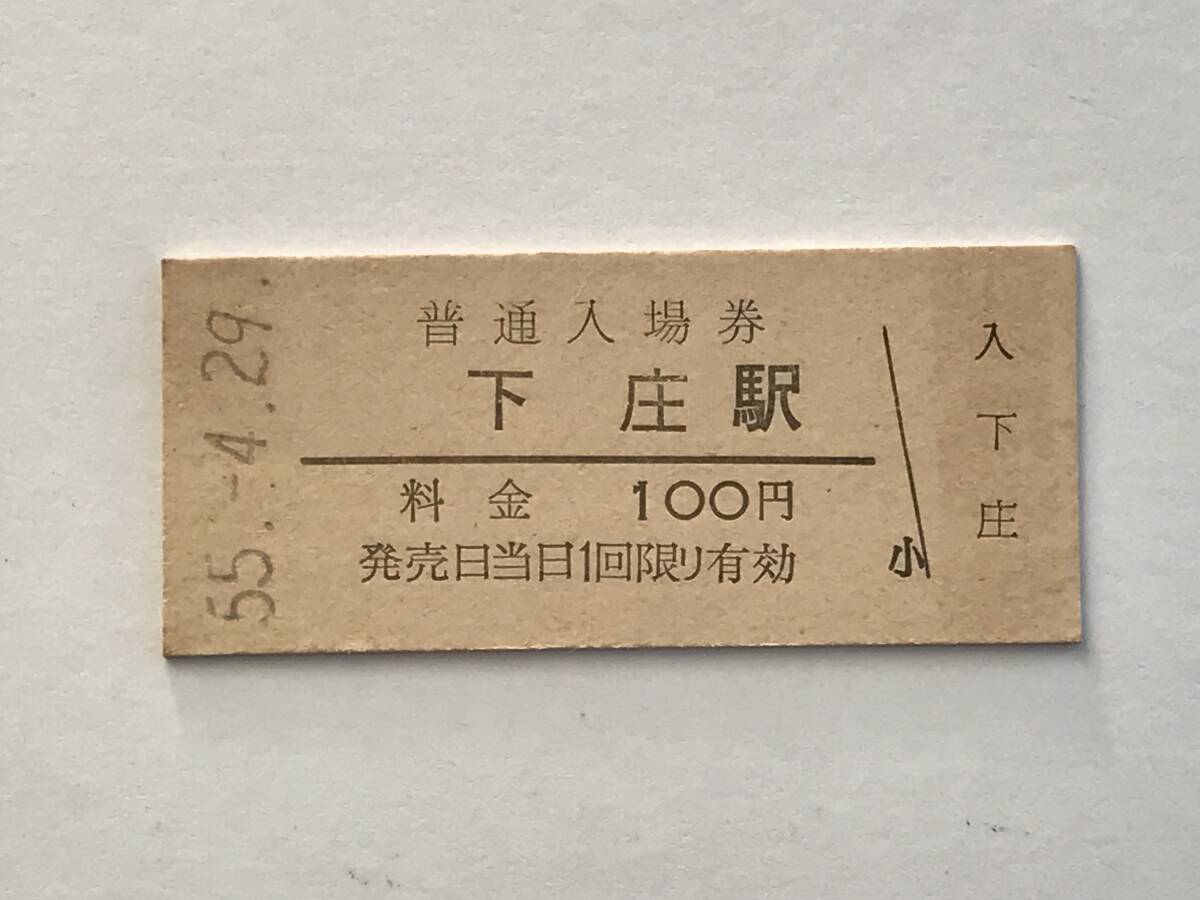 55.-4.29.
普通入場券
下庄駅
料金 100円
発売日当日1回限り有効
小
入下庄